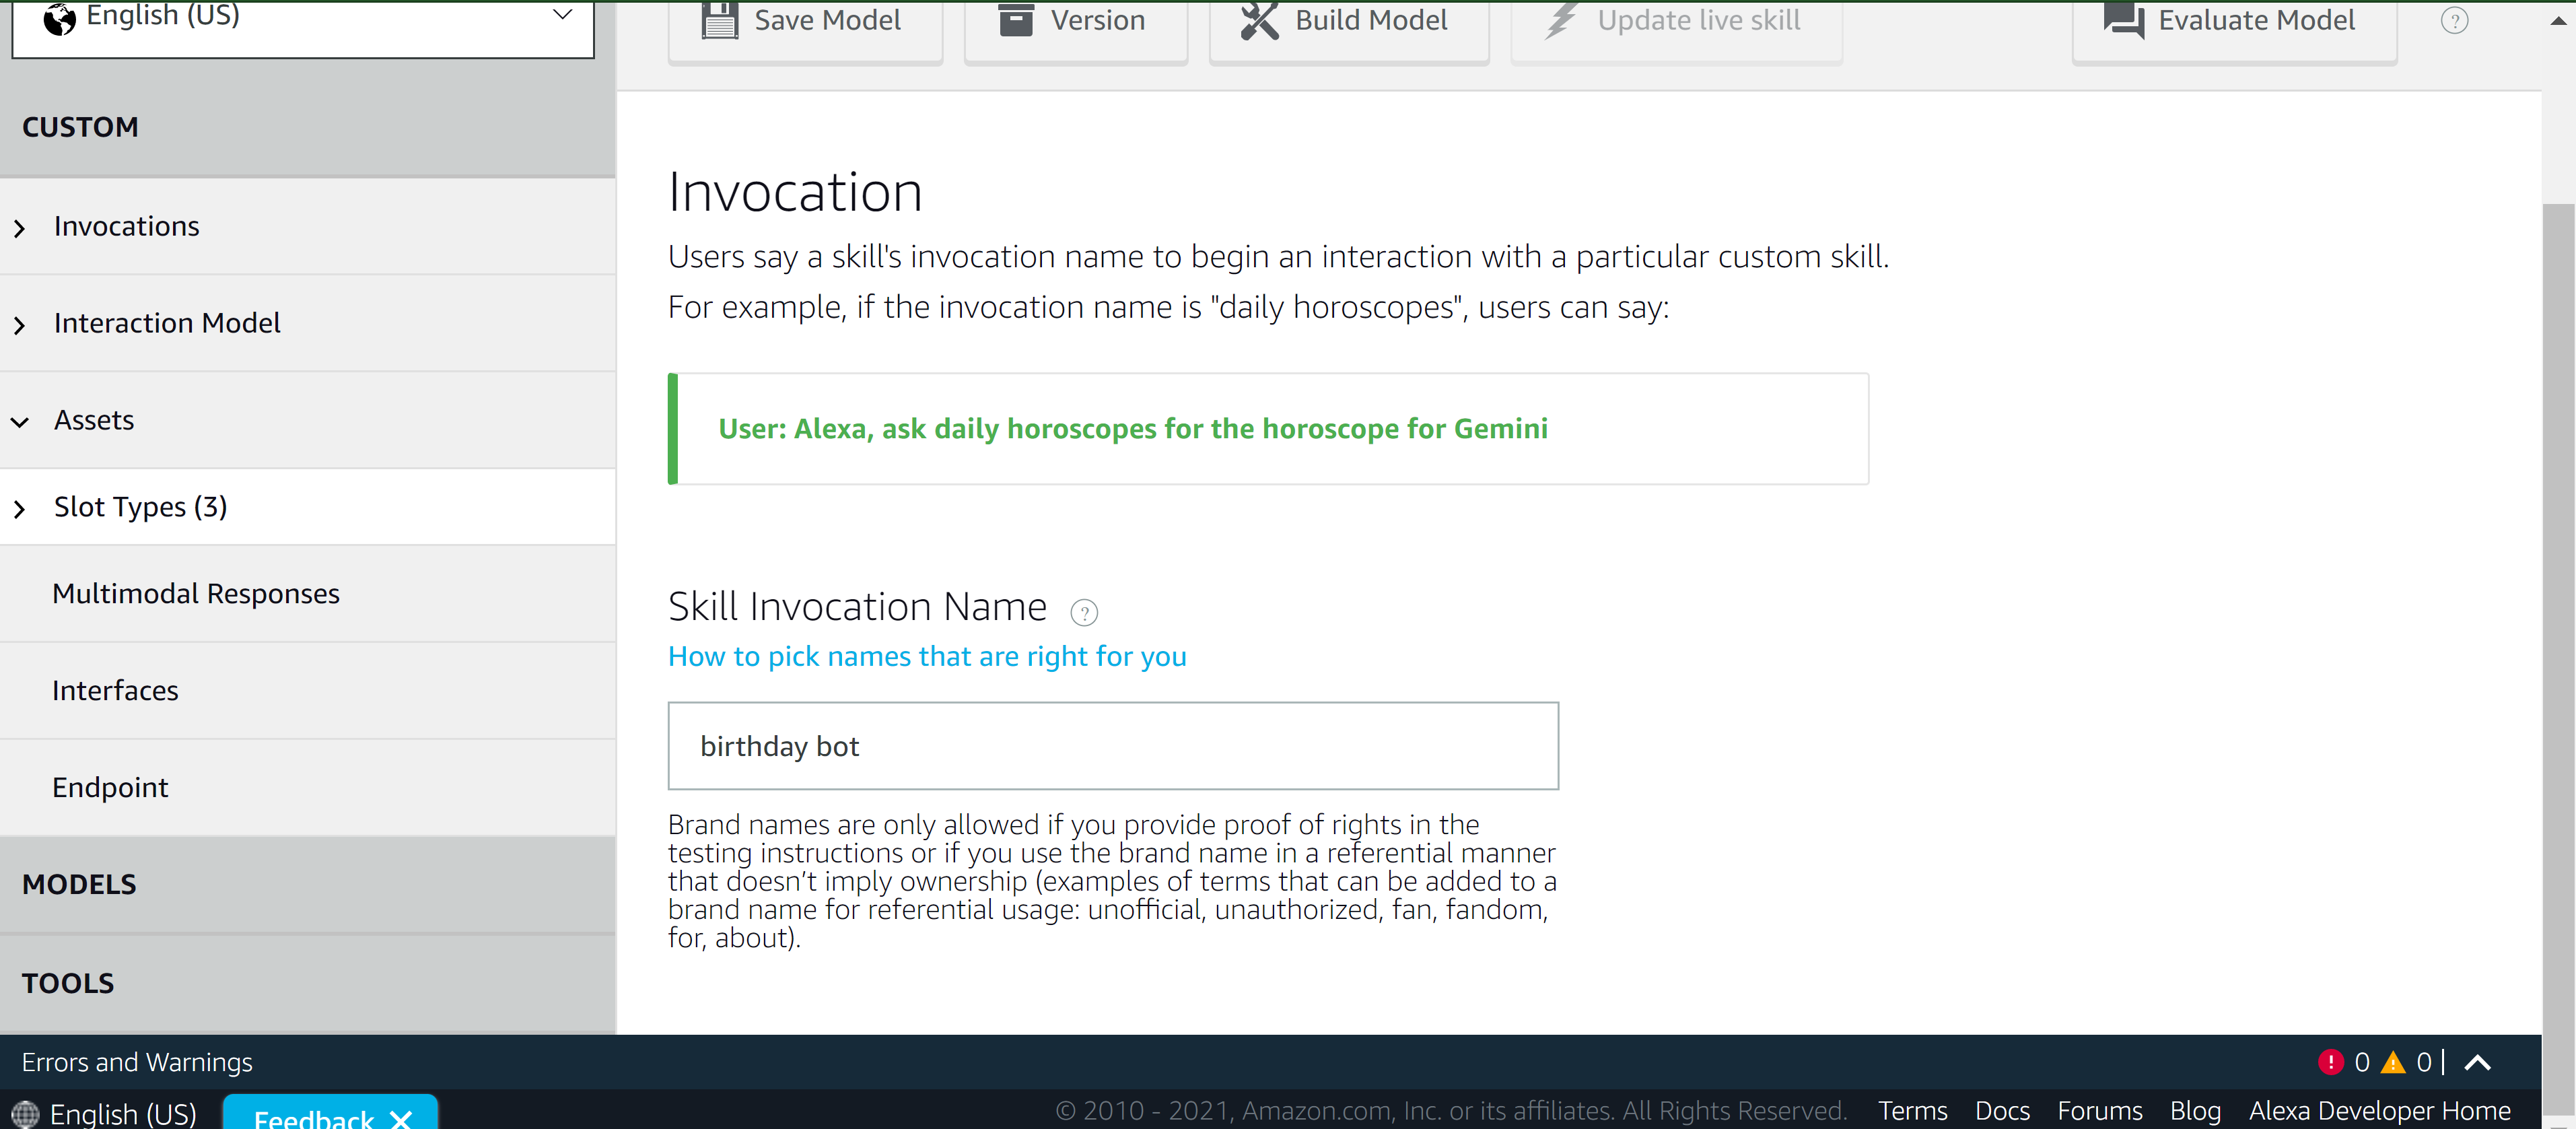 English (US)
Save Model
Version
Build Model
Update live skill
Evaluate Model
?
CUSTOM
Invocations
Interaction Model
Assets
Slot Types (3)
Multimodal Responses
Interfaces
Endpoint
MODELS
TOOLS
Invocation
Users say a skill's invocation name to begin an interaction with a particular custom skill.
For example, if the invocation name is "daily horoscopes", users can say:
User: Alexa, ask daily horoscopes for the horoscope for Gemini
Skill Invocation Name ?
How to pick names that are right for you
birthday bot
Brand names are only allowed if you provide proof of rights in the
testing instructions or if you use the brand name in a referential manner
that doesn’t imply ownership (examples of terms that can be added to a
brand name for referential usage: unofficial, unauthorized, fan, fandom,
for, about).
Errors and Warnings
! 0 ! 0 |
English (US)
Feedback
© 2010 - 2021, Amazon.com, Inc. or its affiliates. All Rights Reserved.
Terms
Docs
Forums
Blog
Alexa Developer Home